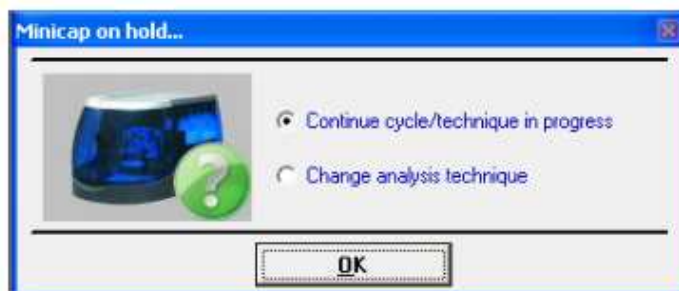 Minicap on hold...
Continue cycle/technique in progress
Change analysis technique
OK